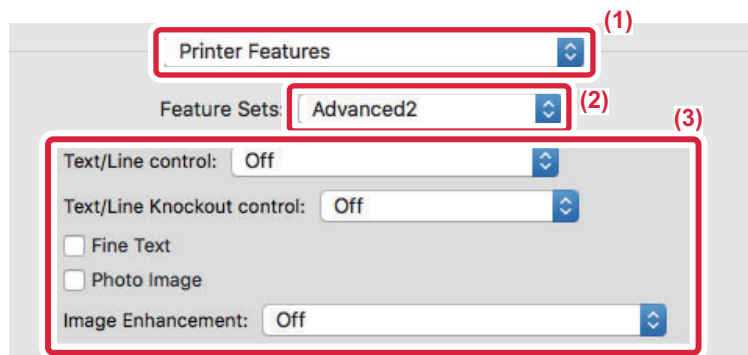 (1)
Printer Features
Feature Sets: Advanced2 (2)
(3)
Text/Line control: Off
Text/Line Knockout control: Off
Fine Text
Photo Image
Image Enhancement: Off